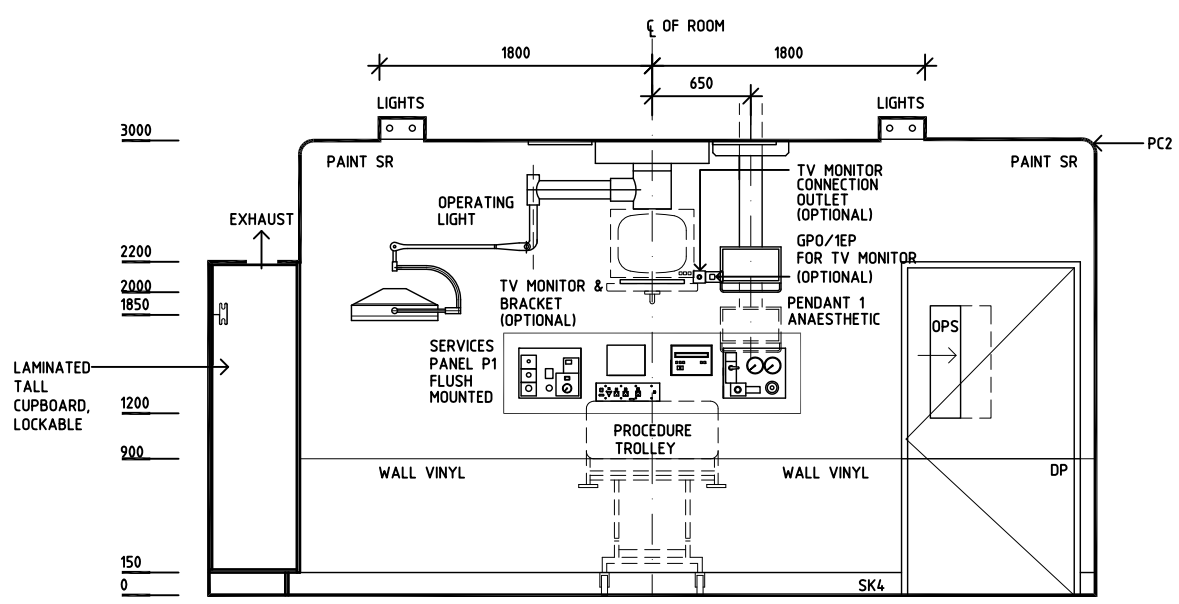 ℄ OF ROOM
1800
1800
650
LIGHTS
LIGHTS
3000
PC2
PAINT SR
PAINT SR
TV MONITOR
CONNECTION
OUTLET
(OPTIONAL)
OPERATING
LIGHT
EXHAUST
GPO/1EP
FOR TV MONITOR
(OPTIONAL)
2200
2000
1850
TV MONITOR &
BRACKET
(OPTIONAL)
PENDANT 1
ANAESTHETIC
OPS
SERVICES
PANEL P1
FLUSH
MOUNTED
LAMINATED
TALL
CUPBOARD,
LOCKABLE
1200
PROCEDURE
TROLLEY
900
WALL VINYL
WALL VINYL
DP
150
0
SK4